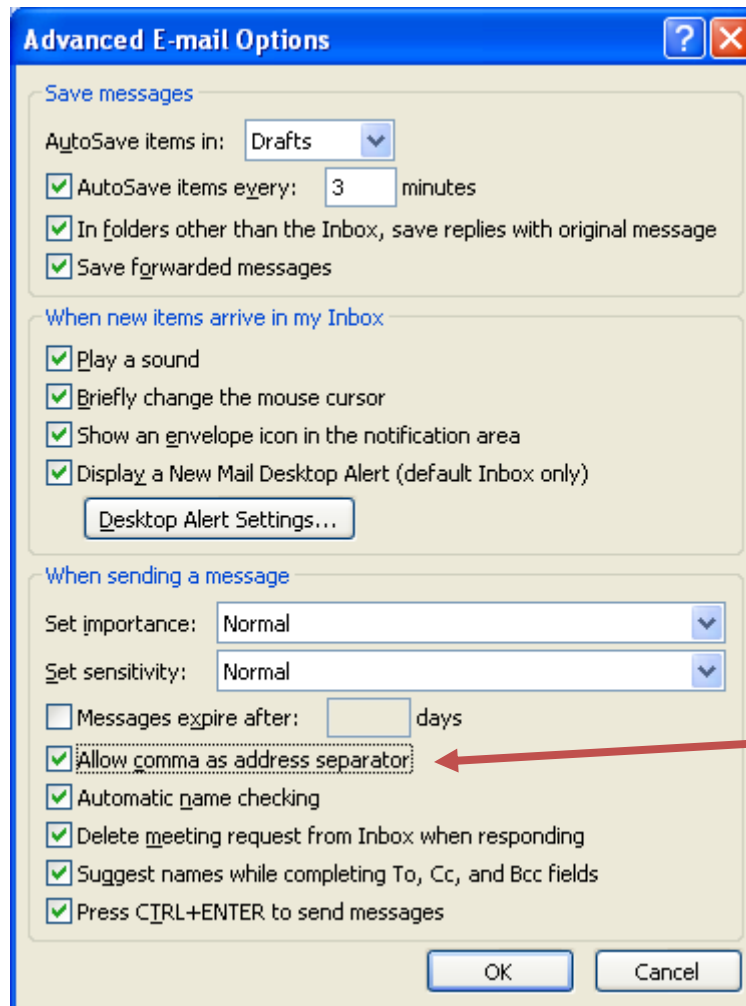 Advanced E-mail Options
Save messages
AutoSave items in: Drafts
AutoSave items every: 3 minutes
In folders other than the Inbox, save replies with original message
Save forwarded messages
When new items arrive in my Inbox
Play a sound
Briefly change the mouse cursor
Show an envelope icon in the notification area
Display a New Mail Desktop Alert (default Inbox only)
Desktop Alert Settings...
When sending a message
Set importance: Normal
Set sensitivity: Normal
Messages expire after: days
Allow comma as address separator
Automatic name checking
Delete meeting request from Inbox when responding
Suggest names while completing To, Cc, and Bcc fields
Press CTRL+ENTER to send messages
OK Cancel